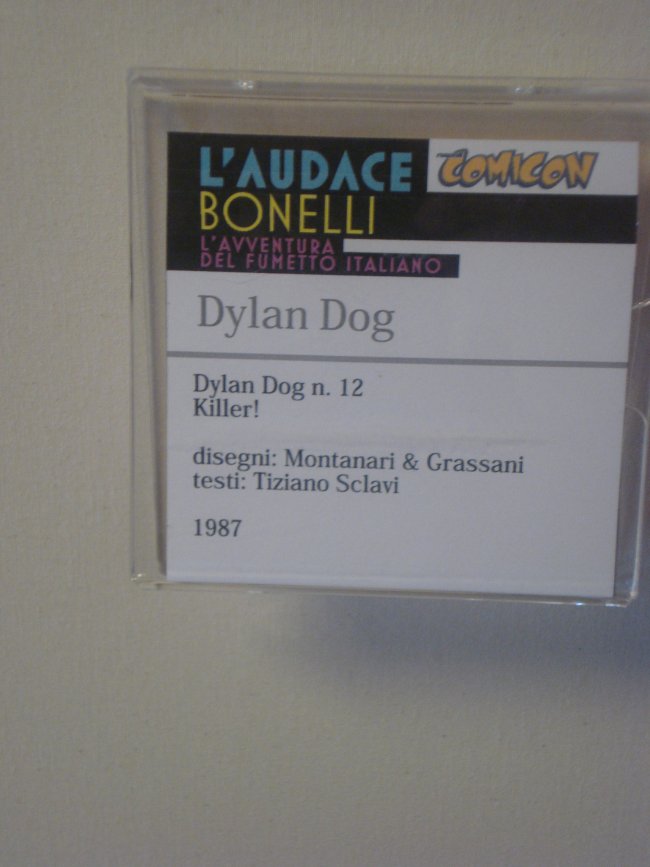 L'AUDACE
COMICON
BONELLI
L'AVVENTURA
DEL FUMETTO ITALIANO
Dylan Dog
Dylan Dog n. 12
Killer!
disegni: Montanari & Grassani
testi: Tiziano Sclavi
1987